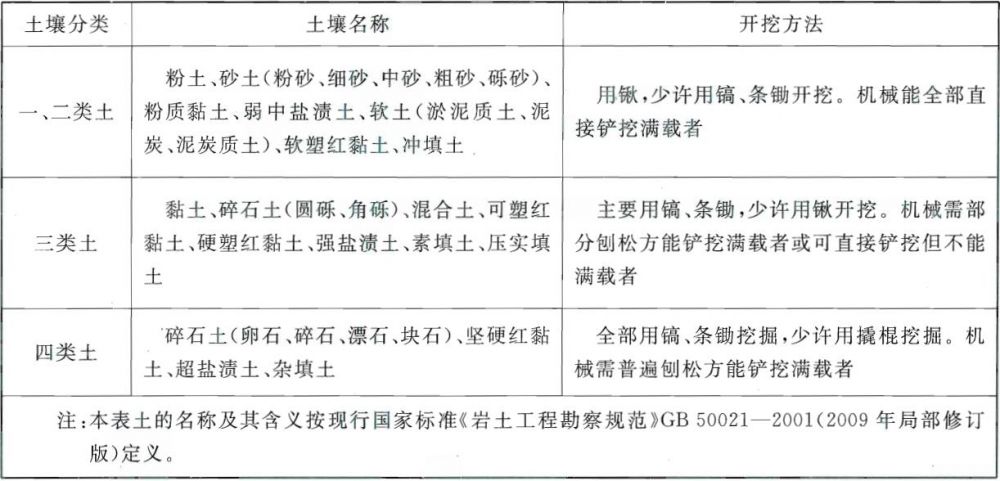 土壤分类 土壤名称 开挖方法
一、二类土
粉土、砂土(粉砂、细砂、中砂、粗砂、砾砂)、
粉质黏土、弱中盐渍土、软土(淤泥质土、泥
炭、泥炭质土)、软塑红黏土、冲填土
用锹,少许用镐、条锄开挖。机械能全部直
接铲挖满载者
三类土
黏土、碎石土(圆砾、角砾)、混合土、可塑红
黏土、硬塑红黏土、强盐渍土、素填土、压实填
土
主要用镐、条锄,少许用锹开挖。机械需部
分刨松方能铲挖满载者或可直接铲挖但不能
满载者
四类土
碎石土(卵石、碎石、漂石、块石)、坚硬红黏
土、超盐渍土、杂填土
全部用镐、条锄挖掘,少许用撬棍挖掘。机
械需普遍刨松方能铲挖满载者
注:本表土的名称及其含义按现行国家标准《岩土工程勘察规范》GB 50021—2001(2009 年局部修订
版)定义。